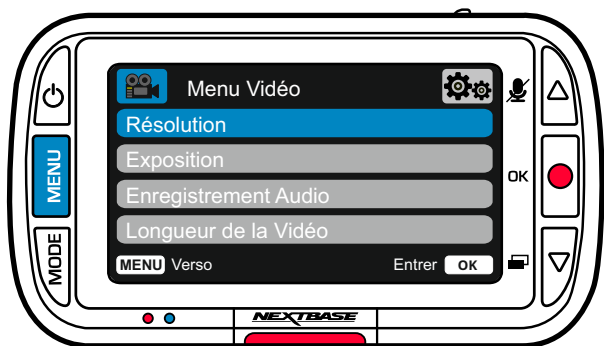 Menu Vidéo
Résolution
Exposition
Enregistrement Audio
Longueur de la Vidéo
MENU Verso Entrer OK
MENU
MODE
OK
NEXTBASE